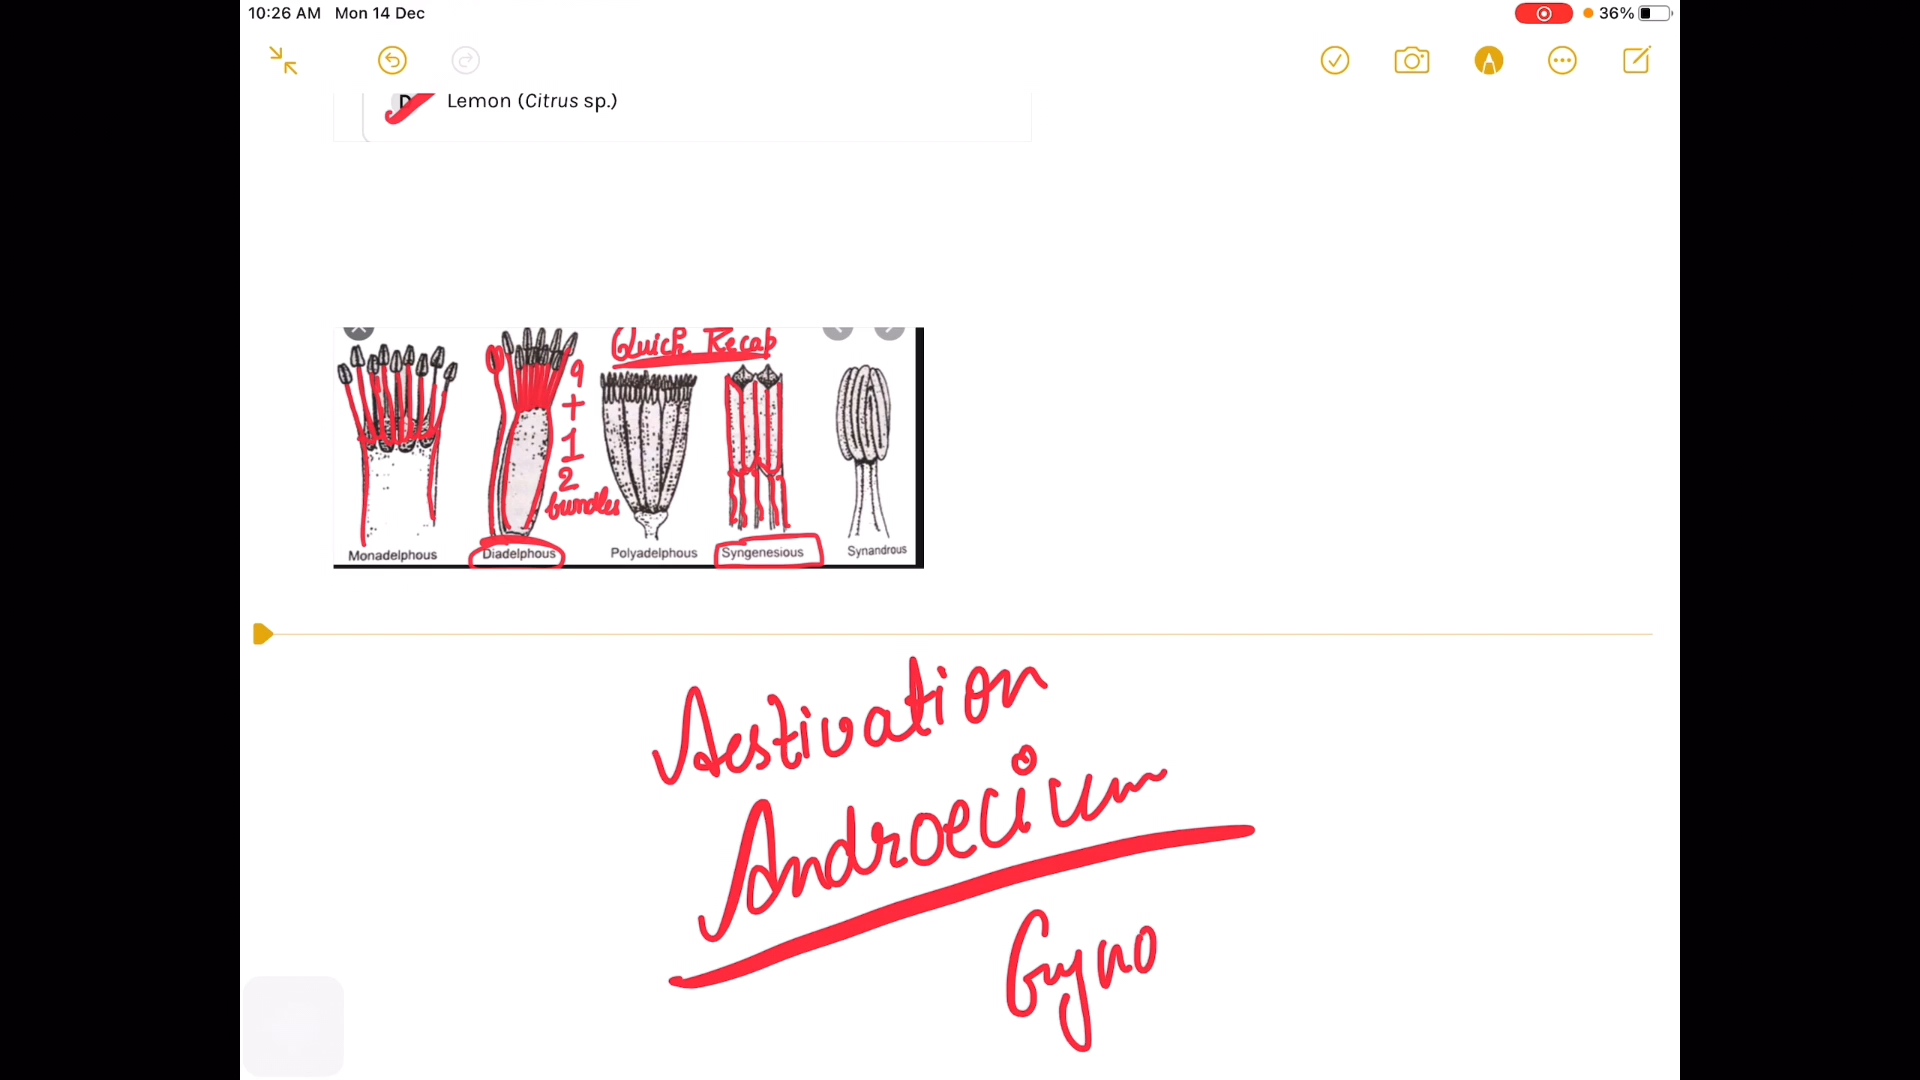 10:26 AM Mon 14 Dec 36%
D Lemon (Citrus sp.)
Quick Recap
9
+
1
2
bundles
Monadelphous Diadelphous Polyadelphous Syngenesious Synandrous
Aestivation
Androecium
Gyno